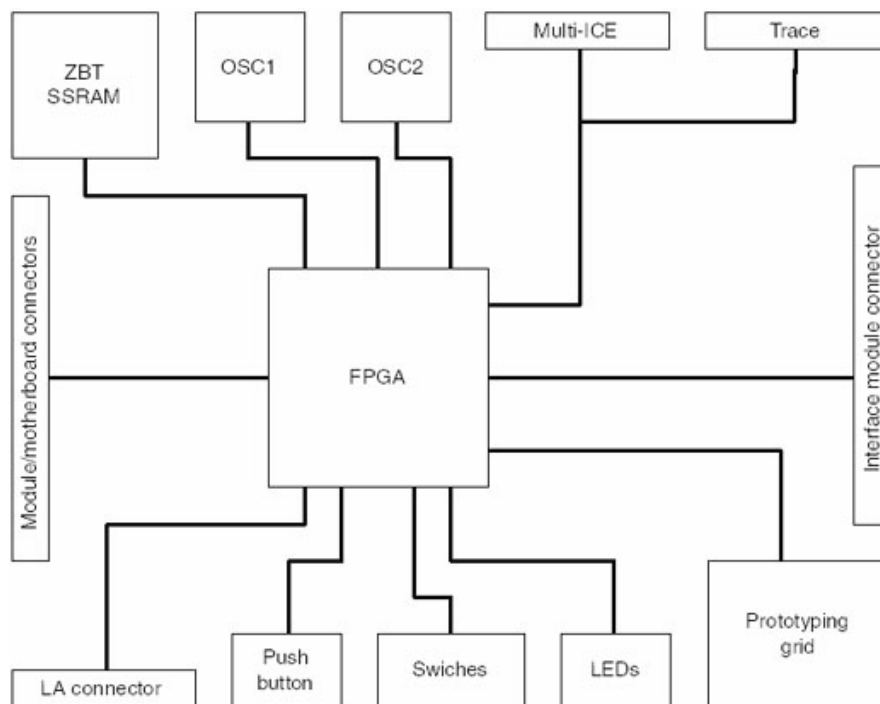 ZBT
SSRAM
OSC1
OSC2
Multi-ICE
Trace
Module/motherboard connectors
FPGA
Interface module connector
LA connector
Push
button
Swiches
LEDs
Prototyping
grid